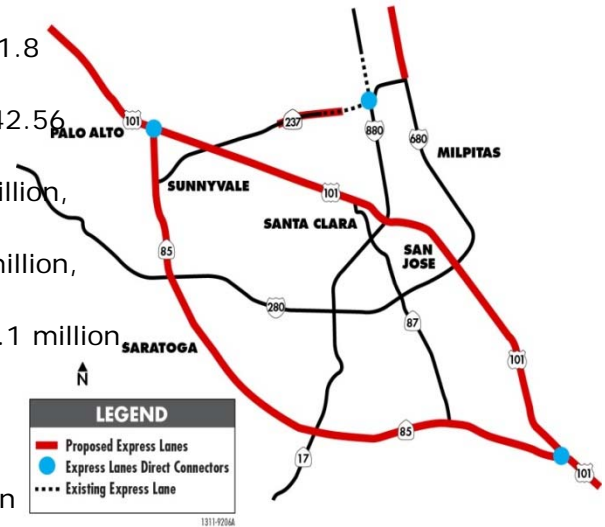 1.8
42.56
101
PALO ALTO
237
880
680
MILPITAS
illion,
SUNNYVALE
101
SANTA CLARA
SAN
JOSE
85
million,
280
87
.1 million,
SARATOGA
N
101
LEGEND
Proposed Express Lanes
Express Lanes Direct Connectors
Existing Express Lane
85
17
101
on
1311-9206A